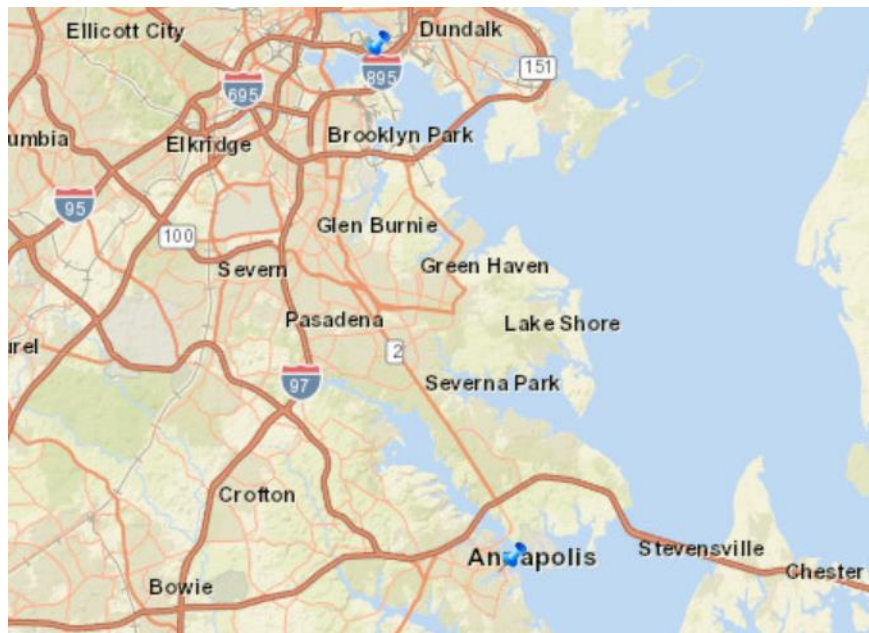 Ellicott City
Dundalk
895
151
695
umbia
Elkridge
Brooklyn Park
95
100
Glen Burnie
Severn
Green Haven
Pasadena
Lake Shore
urel
2
97
Severna Park
Crofton
Stevensville
Chester
Bowie